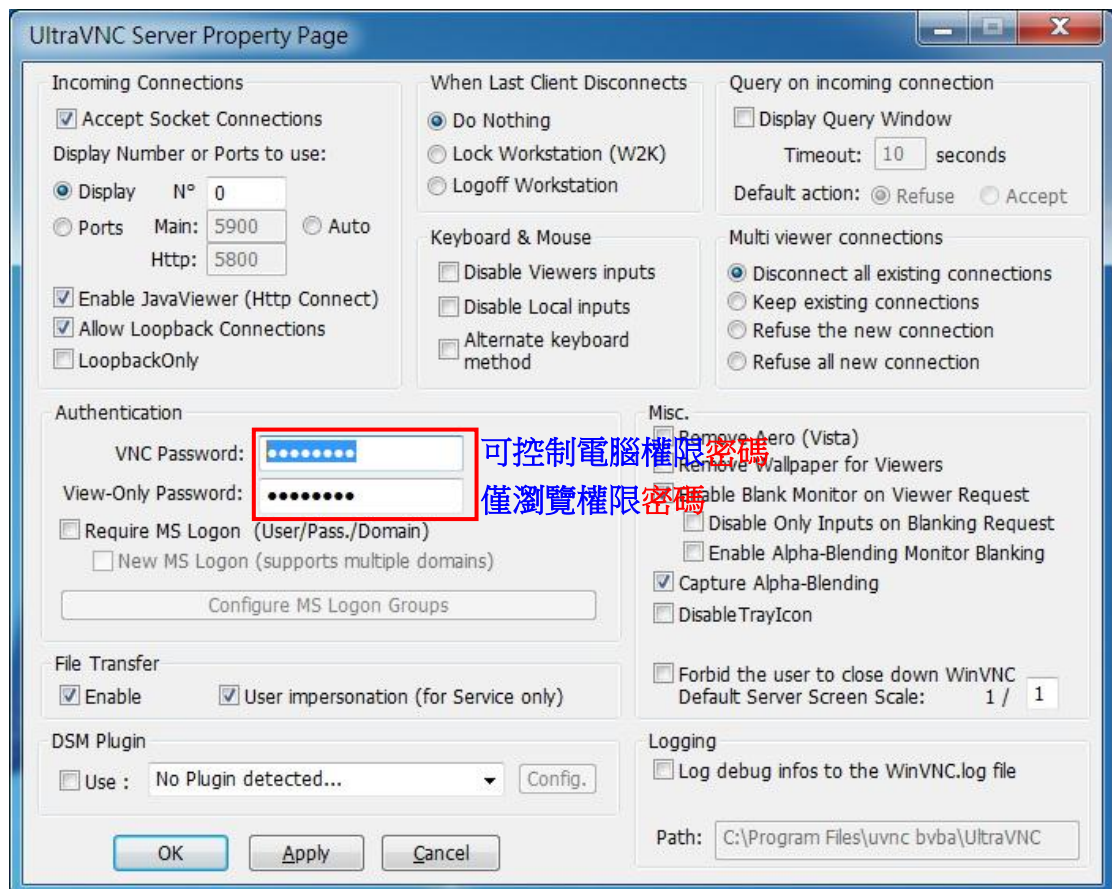 UltraVNC Server Property Page
Incoming Connections
Accept Socket Connections
Display Number or Ports to use:
Display N° 0
Ports Main: 5900 Auto
Http: 5800
Enable JavaViewer (Http Connect)
Allow Loopback Connections
LoopbackOnly
When Last Client Disconnects
Do Nothing
Lock Workstation (W2K)
Logoff Workstation
Keyboard & Mouse
Disable Viewers inputs
Disable Local inputs
Alternate keyboard
method
Query on incoming connection
Display Query Window
Timeout: 10 seconds
Default action: Refuse Accept
Multi viewer connections
Disconnect all existing connections
Keep existing connections
Refuse the new connection
Refuse all new connection
Authentication
VNC Password: ●●●●●●●● 可控制電腦權限密碼
View-Only Password: ●●●●●●●● 僅瀏覽權限密碼
Require MS Logon (User/Pass./Domain)
New MS Logon (supports multiple domains)
Configure MS Logon Groups
Misc.
Remove Aero (Vista)
Remove Wallpaper for Viewers
Enable Blank Monitor on Viewer Request
Disable Only Inputs on Blanking Request
Enable Alpha-Blending Monitor Blanking
Capture Alpha-Blending
DisableTrayIcon
Forbid the user to close down WinVNC
Default Server Screen Scale: 1 / 1
File Transfer
Enable User impersonation (for Service only)
DSM Plugin
Use : No Plugin detected... Config.
Logging
Log debug infos to the WinVNC.log file
Path: C:\Program Files\uvnc bvba\UltraVNC
OK Apply Cancel